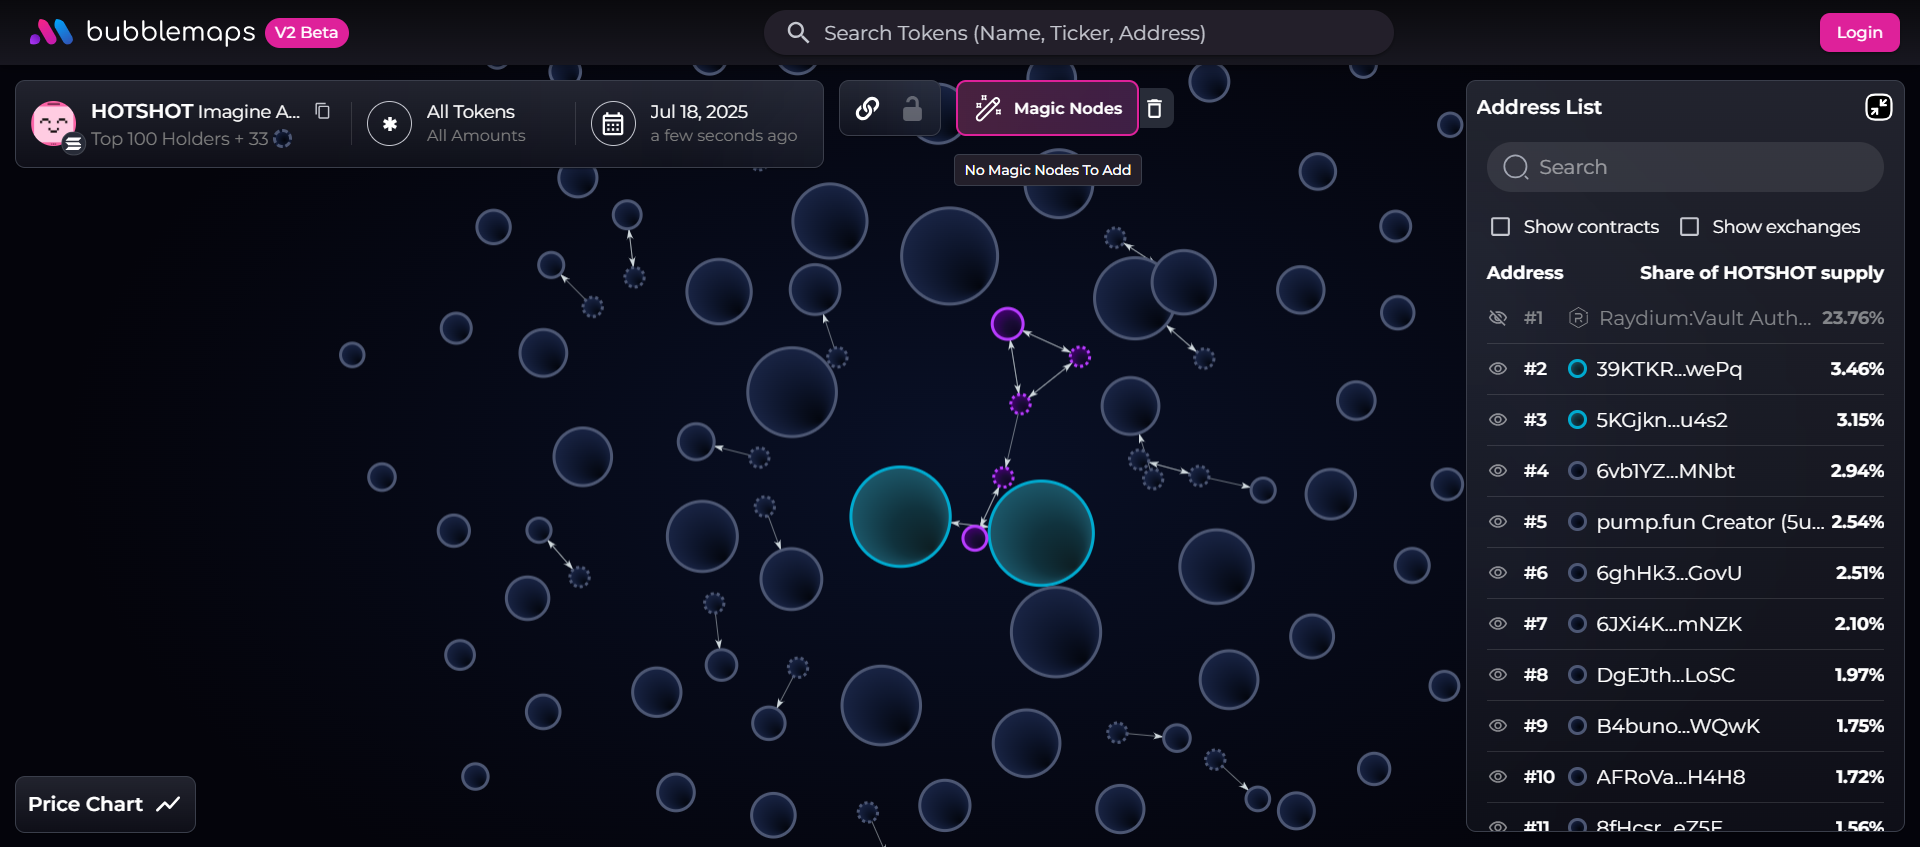 bubblemaps V2 Beta
Search Tokens (Name, Ticker, Address)
Login
HOTSHOT Imagine A...
Top 100 Holders + 33
All Tokens
All Amounts
Jul 18, 2025
a few seconds ago
Magic Nodes
No Magic Nodes To Add
Address List
Search
Show contracts
Show exchanges
Address Share of HOTSHOT supply
#1 Raydium:Vault Auth... 23.76%
#2 39KTKR...wePq 3.46%
#3 5KGjkn...u4s2 3.15%
#4 6vb1YZ...MNbt 2.94%
#5 pump.fun Creator (5u... 2.54%
#6 6ghHk3...GovU 2.51%
#7 6JXi4K...mNZK 2.10%
#8 DgEJth...LoSC 1.97%
#9 B4buno...WQwK 1.75%
#10 AFRoVa...H4H8 1.72%
#11 1.56%
Price Chart